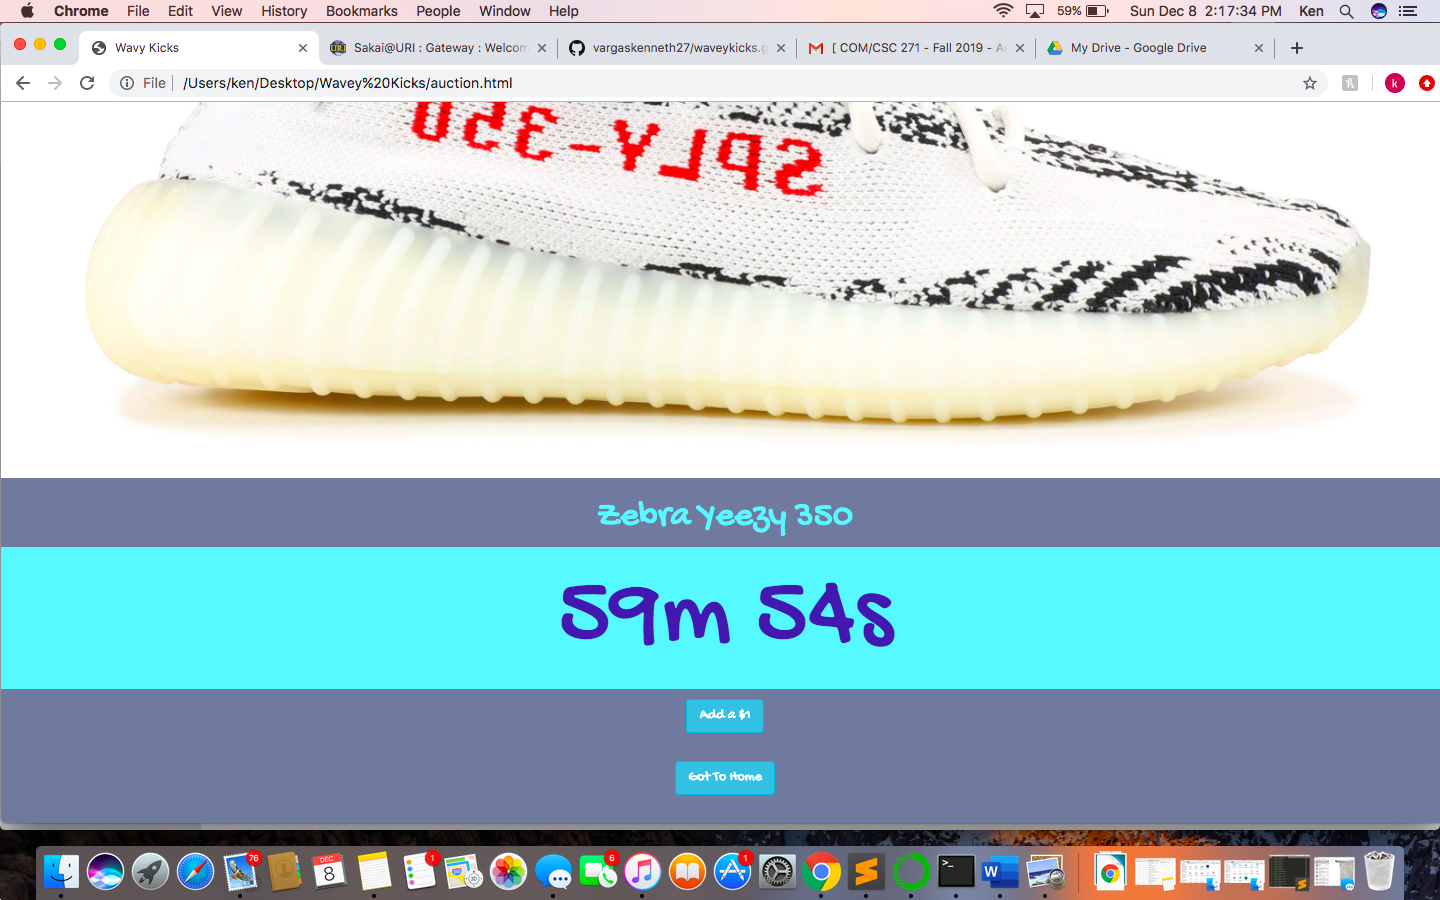 Chrome File Edit View History Bookmarks People Window Help 59% Sun Dec 8 2:17:34 PM Ken
Wavy Kicks Sakai@URI : Gateway : Welcom vargaskenneth27/waveykicks.g [ COM/CSC 271 - Fall 2019 - A My Drive - Google Drive
File /Users/ken/Desktop/Wavey%20Kicks/auction.html k
SPLY-350
Zebra Yeezy 350
59m 54s
Add a $1
Got To Home
76 DEC 8 1 6 1 >_ W